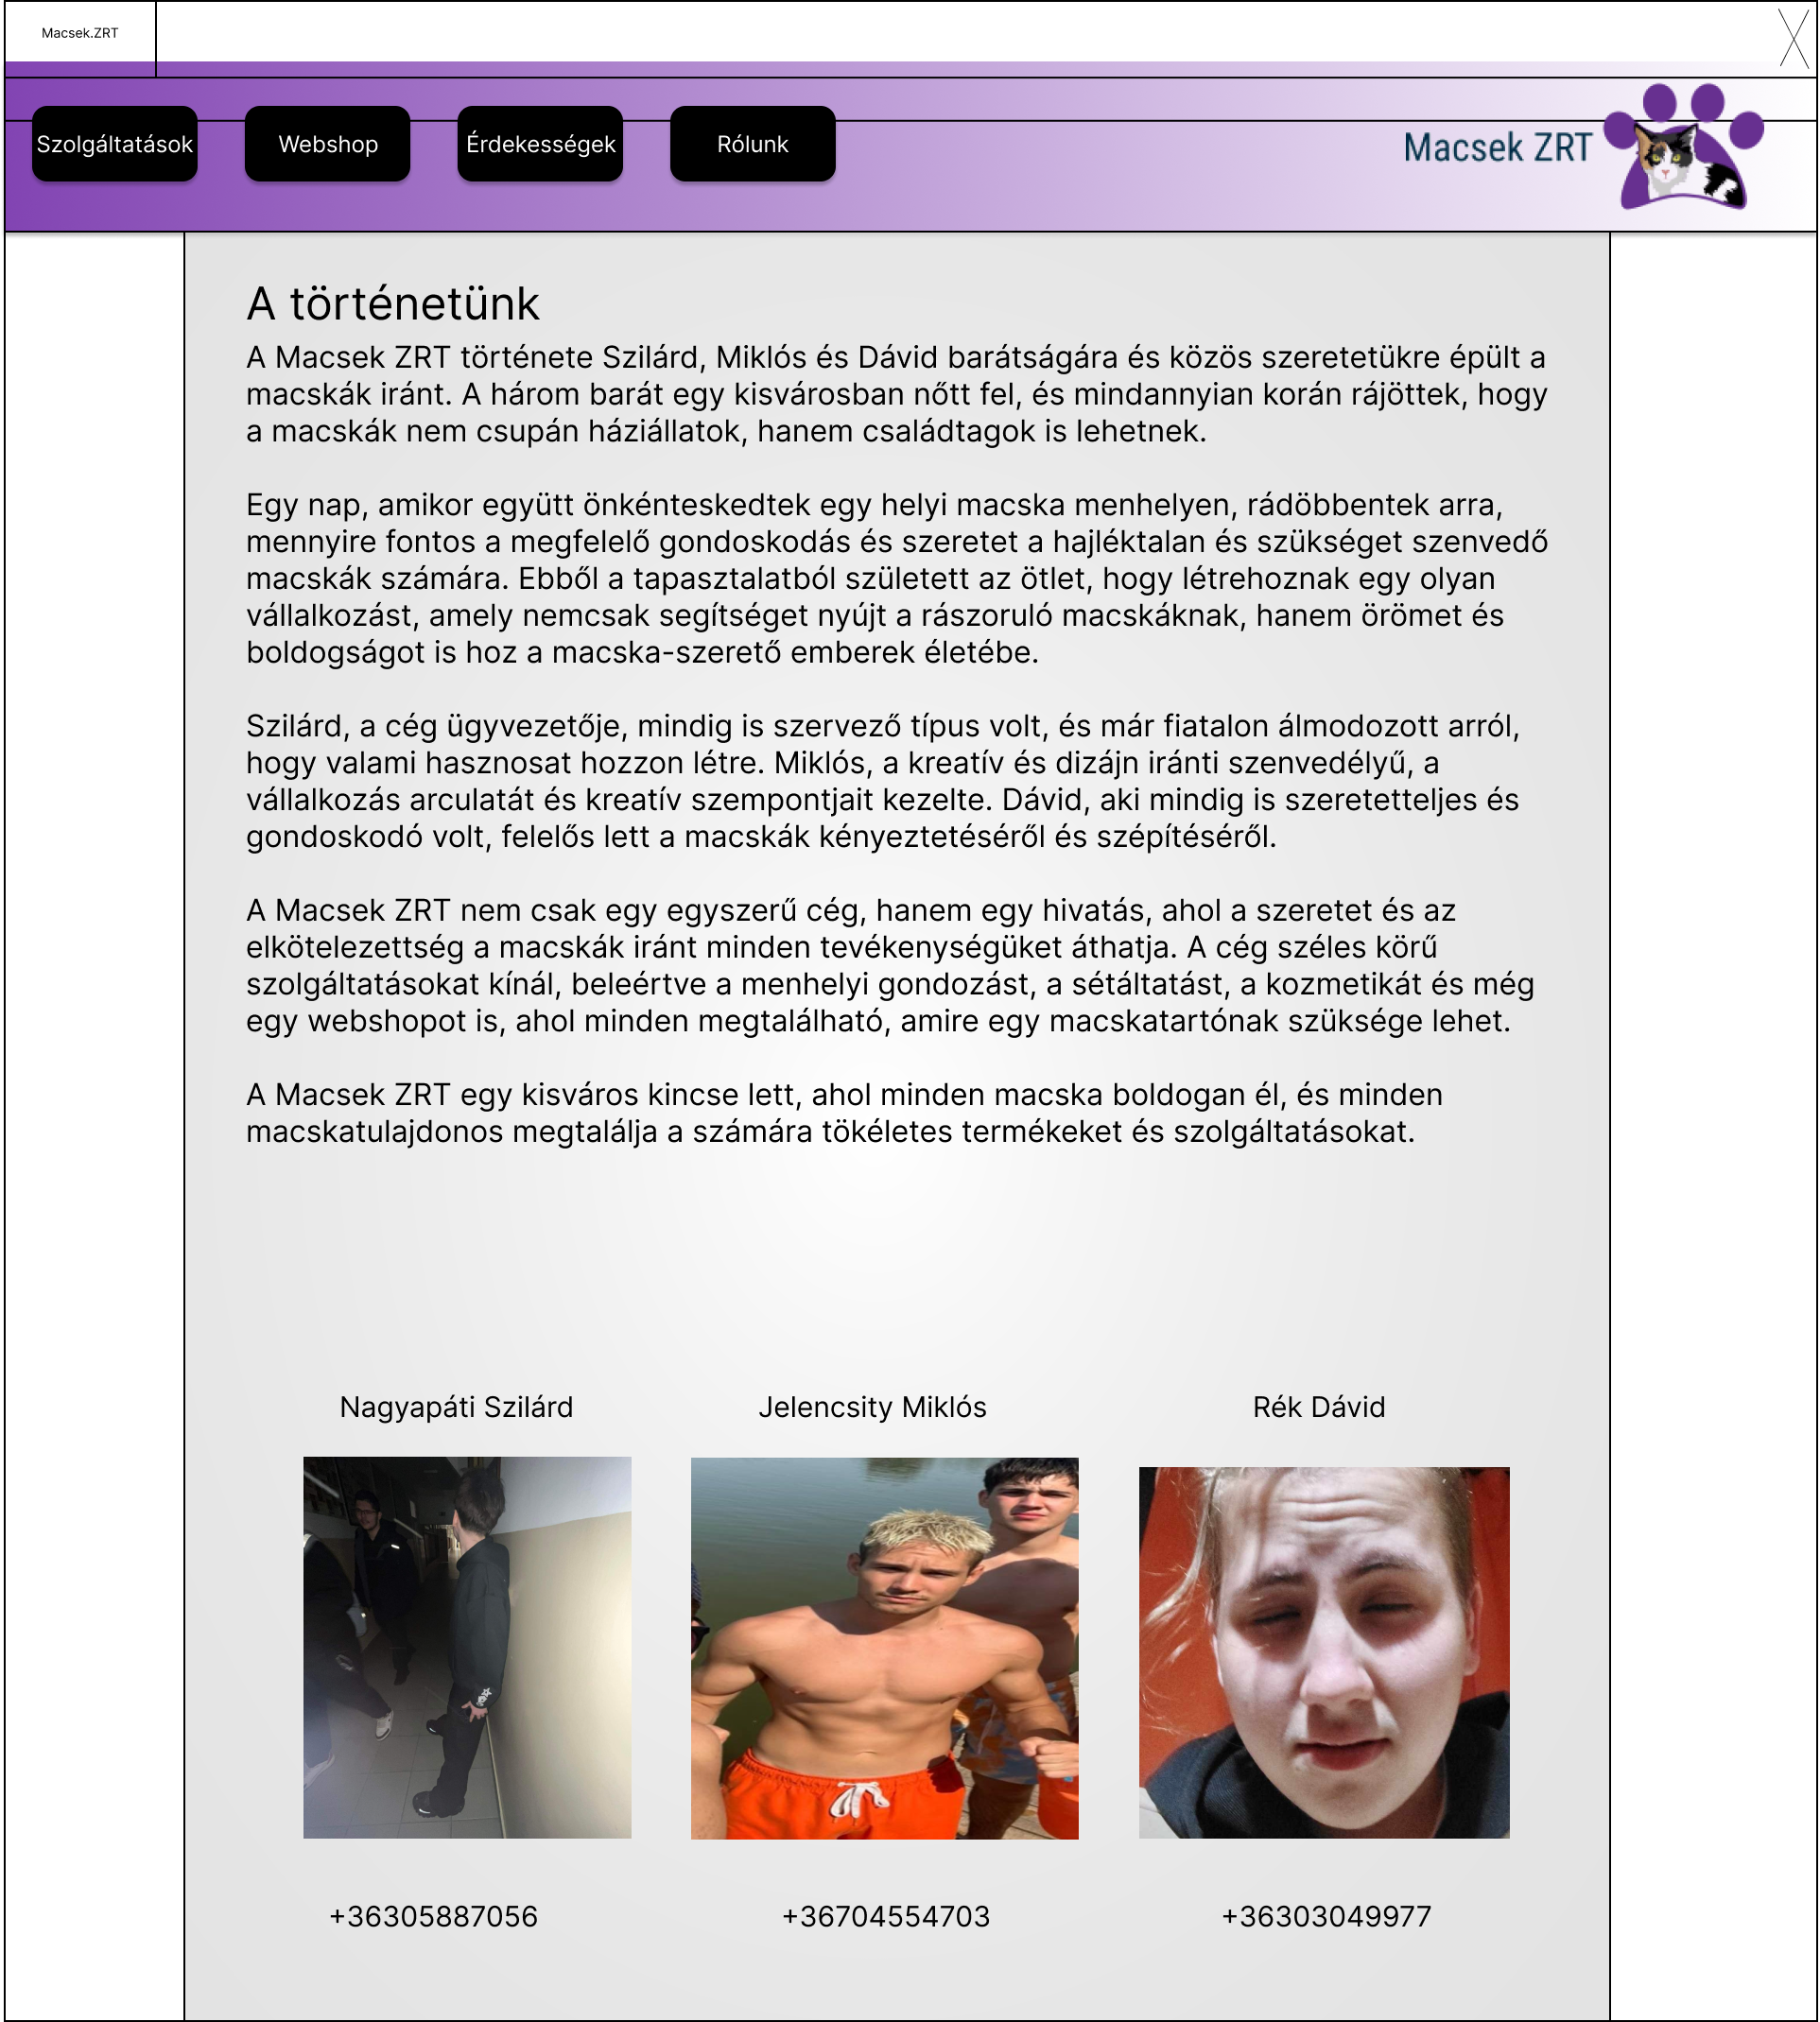 Macsek.ZRT
Szolgáltatások
Webshop
Érdekességek
Rólunk
Macsek ZRT
A történetünk
A Macsek ZRT története Szilárd, Miklós és Dávid barátságára és közös szeretetükre épült a
macskák iránt. A három barát egy kisvárosban nőtt fel, és mindannyian korán rájöttek, hogy
a macskák nem csupán háziállatok, hanem családtagok is lehetnek.
Egy nap, amikor együtt önkénteskedtek egy helyi macska menhelyen, rádöbbentek arra,
mennyire fontos a megfelelő gondoskodás és szeretet a hajléktalan és szükséget szenvedő
macskák számára. Ebből a tapasztalatból született az ötlet, hogy létrehoznak egy olyan
vállalkozást, amely nemcsak segítséget nyújt a rászoruló macskáknak, hanem örömet és
boldogságot is hoz a macska-szerető emberek életébe.
Szilárd, a cég ügyvezetője, mindig is szervező típus volt, és már fiatalon álmodozott arról,
hogy valami hasznosat hozzon létre. Miklós, a kreatív és dizájn iránti szenvedélyű, a
vállalkozás arculatát és kreatív szempontjait kezelte. Dávid, aki mindig is szeretetteljes és
gondoskodó volt, felelős lett a macskák kényeztetéséről és szépítéséről.
A Macsek ZRT nem csak egy egyszerű cég, hanem egy hivatás, ahol a szeretet és az
elkötelezettség a macskák iránt minden tevékenységüket áthatja. A cég széles körű
szolgáltatásokat kínál, beleértve a menhelyi gondozást, a sétáltatást, a kozmetikát és még
egy webshopot is, ahol minden megtalálható, amire egy macskatartónak szüksége lehet.
A Macsek ZRT egy kisváros kincse lett, ahol minden macska boldogan él, és minden
macskatulajdonos megtalálja a számára tökéletes termékeket és szolgáltatásokat.
Nagyapáti Szilárd
Jelencsity Miklós
Rék Dávid
+36305887056
+36704554703
+36303049977